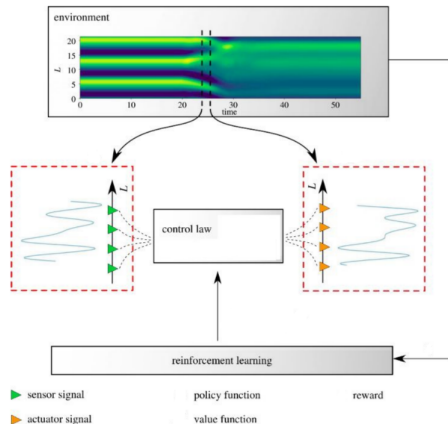 environment
20
15
10
5
0
L
0 10 20 30 40 50
time
L
L
control law
reinforcement learning
sensor signal policy function reward
actuator signal value function